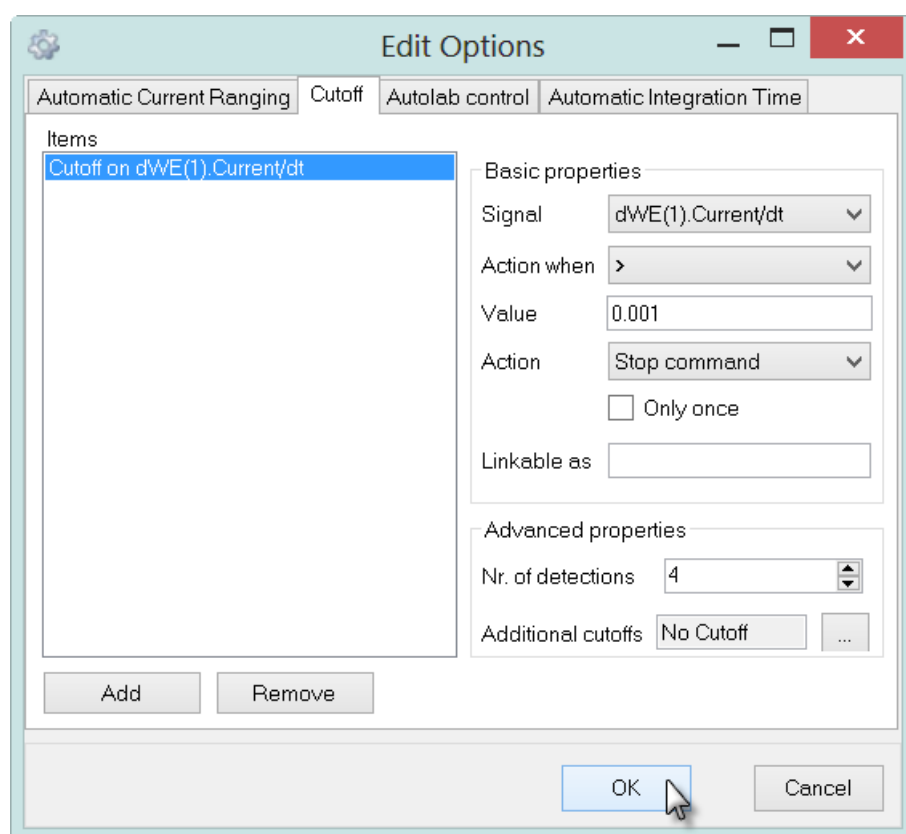 Edit Options
Automatic Current Ranging Cutoff Autolab control Automatic Integration Time
Items
Cutoff on dWE(1).Current/dt
Basic properties
Signal dWE(1).Current/dt
Action when >
Value 0.001
Action Stop command
Only once
Linkable as
Advanced properties
Nr. of detections 4
Additional cutoffs No Cutoff ...
Add Remove
OK Cancel